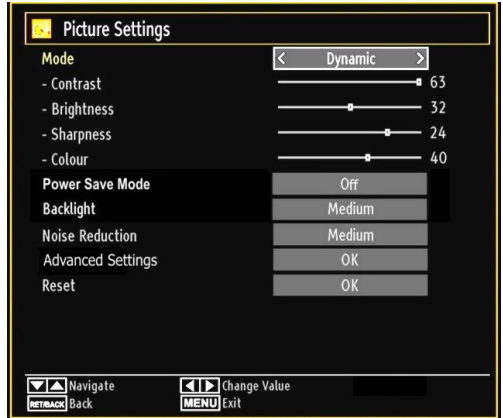 Picture Settings
Mode < Dynamic >
- Contrast 63
- Brightness 32
- Sharpness 24
- Colour 40
Power Save Mode Off
Backlight Medium
Noise Reduction Medium
Advanced Settings OK
Reset OK
Navigate Change Value
RET/BACK Back MENU Exit